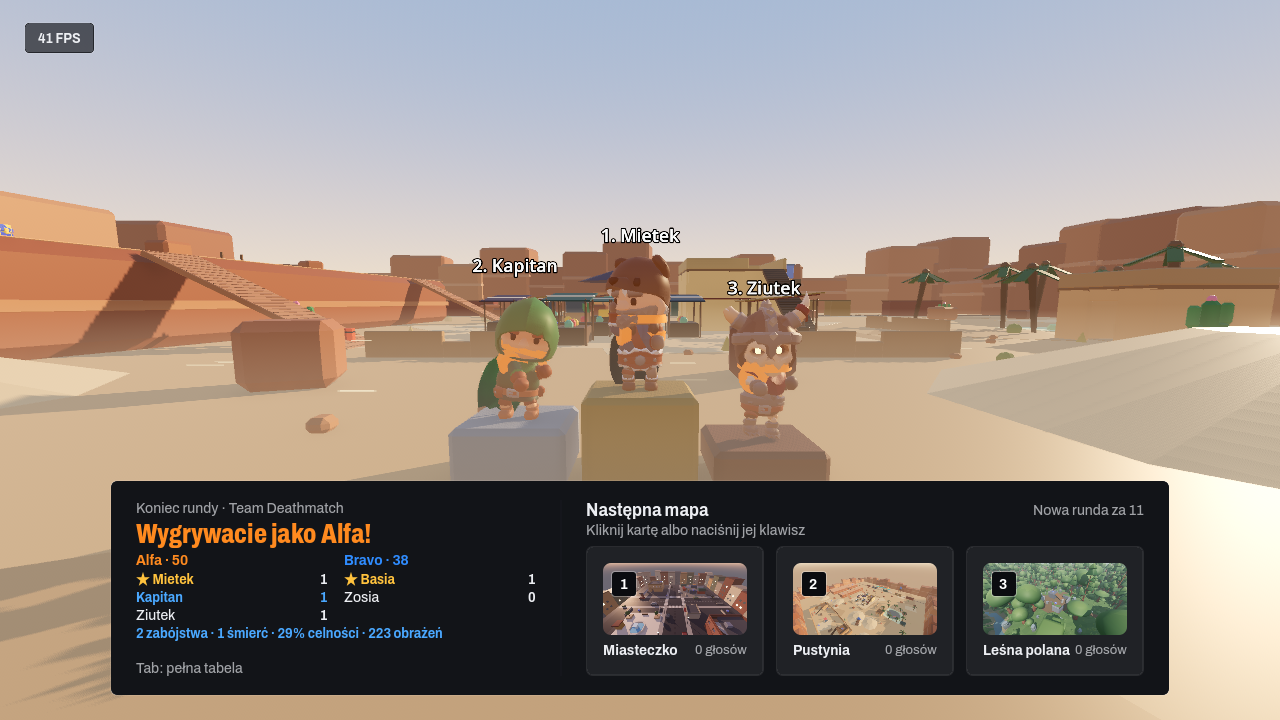 41 FPS
1. Mietek
2. Kapitan
3. Ziutek
Koniec rundy · Team Deathmatch
Wygrywacie jako Alfa!
Alfa · 50
★ Mietek 1
Kapitan 1
Ziutek 1
Bravo · 38
★ Basia 1
Zosia 0
2 zabójstwa · 1 śmierć · 29% celności · 223 obrażeń
Tab: pełna tabela
Następna mapa
Nowa runda za 11
Kliknij kartę albo naciśnij jej klawisz
1
Miasteczko 0 głosów
2
Pustynia 0 głosów
3
Leśna polana 0 głosów